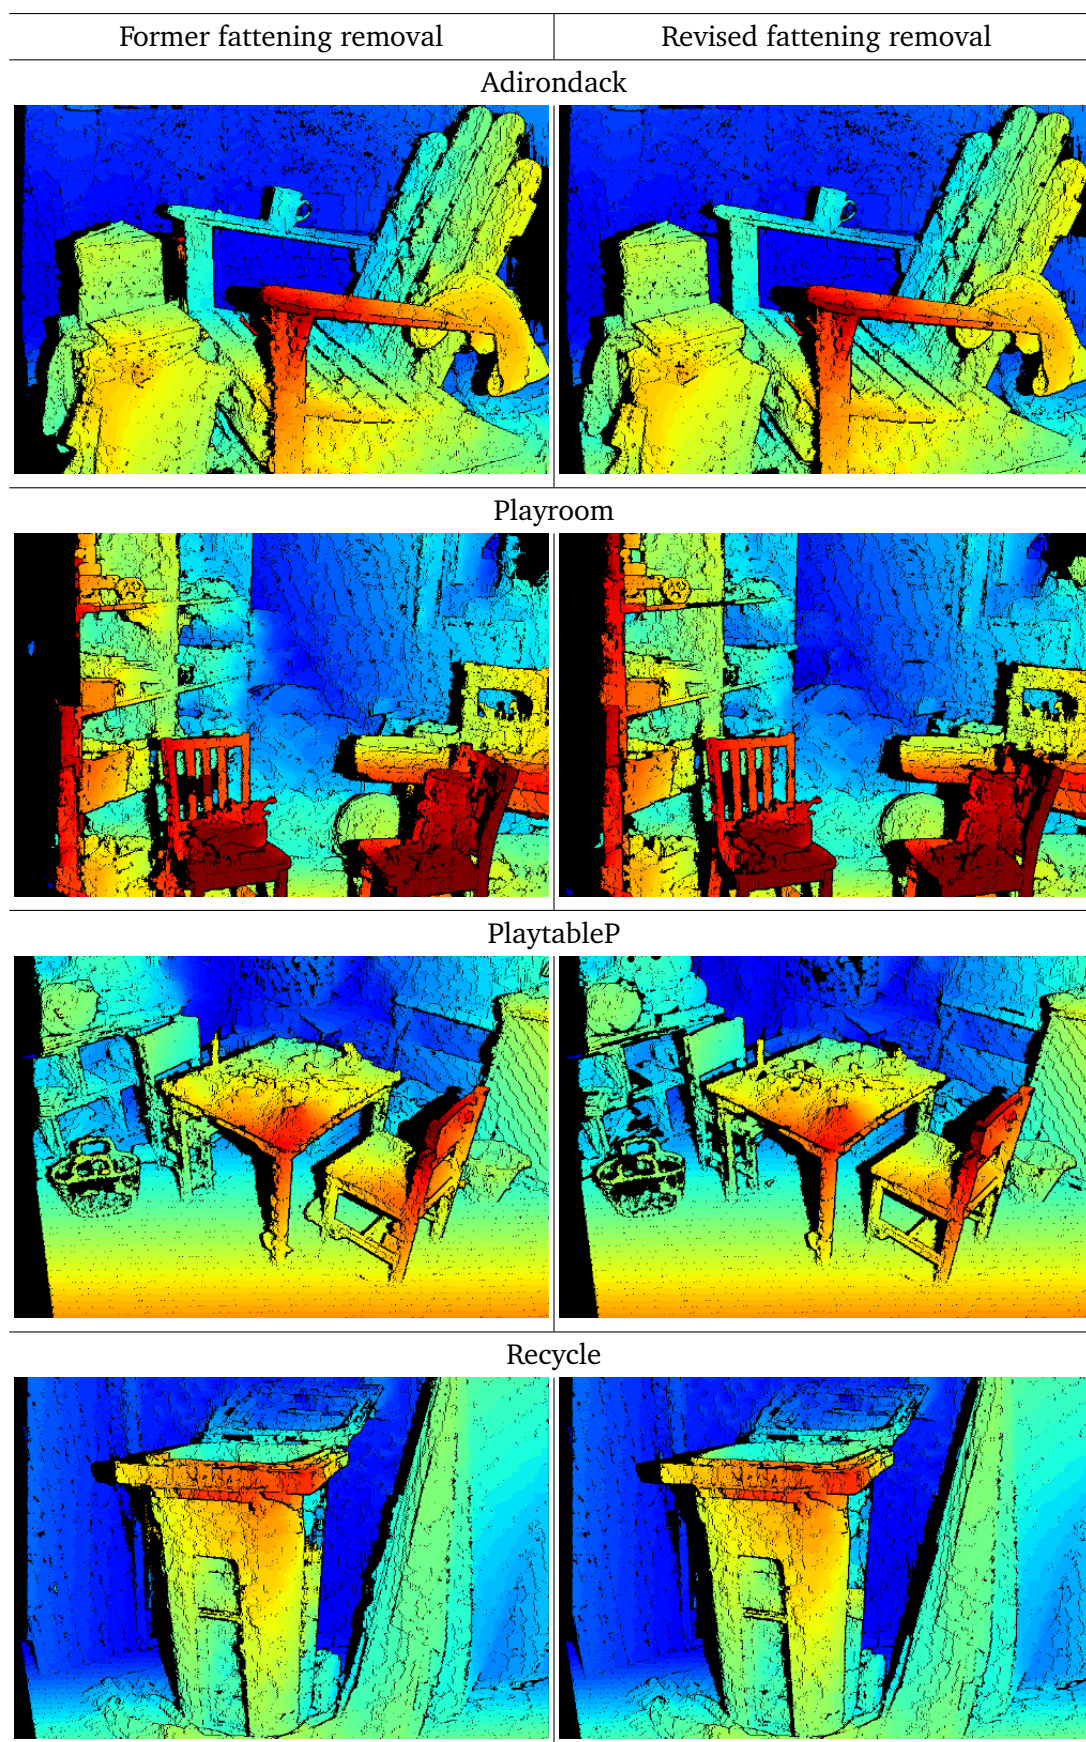 Former fattening removal
Revised fattening removal
Adirondack
Playroom
PlaytableP
Recycle